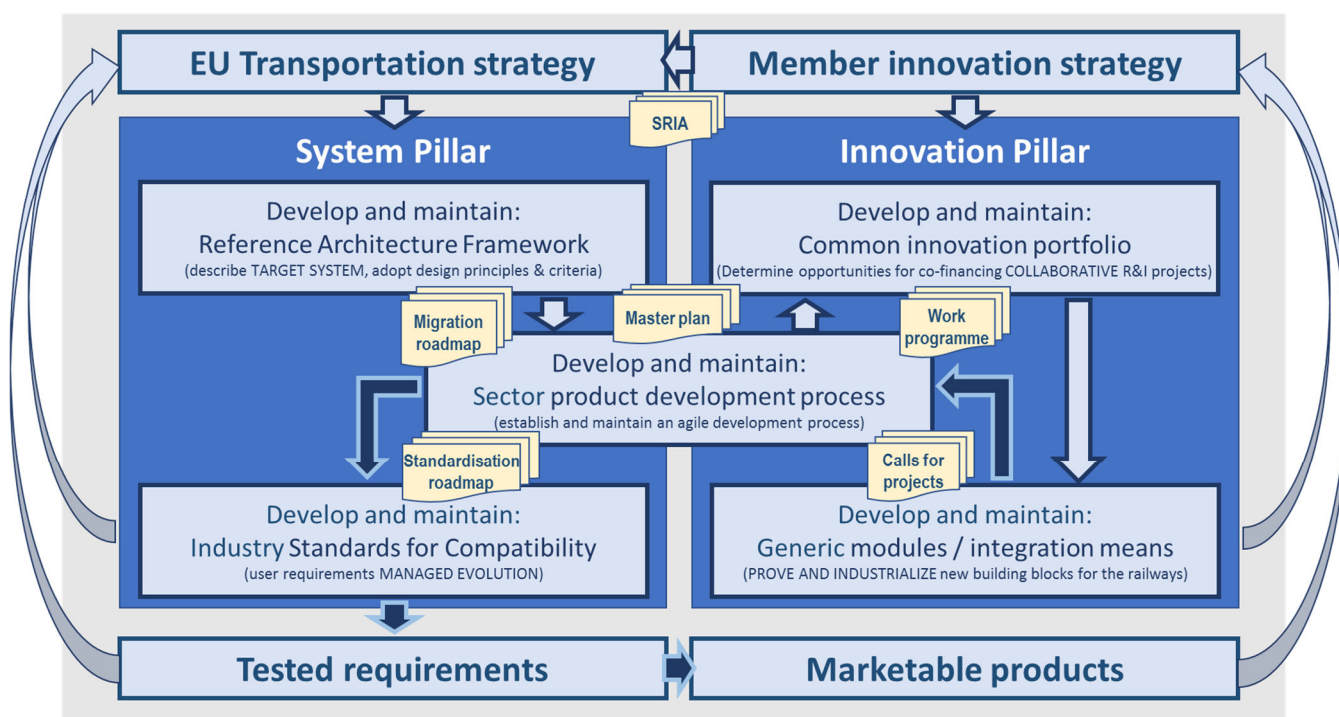 EU Transportation strategy
Member innovation strategy
SRIA
System Pillar
Innovation Pillar
Develop and maintain:
Reference Architecture Framework
(describe TARGET SYSTEM, adopt design principles & criteria)
Develop and maintain:
Common innovation portfolio
(Determine opportunities for co-financing COLLABORATIVE R&I projects)
Migration
roadmap
Master plan
Work
programme
Develop and maintain:
Sector product development process
(establish and maintain an agile development process)
Standardisation
roadmap
Calls for
projects
Develop and maintain:
Industry Standards for Compatibility
(user requirements MANAGED EVOLUTION)
Develop and maintain:
Generic modules / integration means
(PROVE AND INDUSTRIALIZE new building blocks for the railways)
Tested requirements
Marketable products